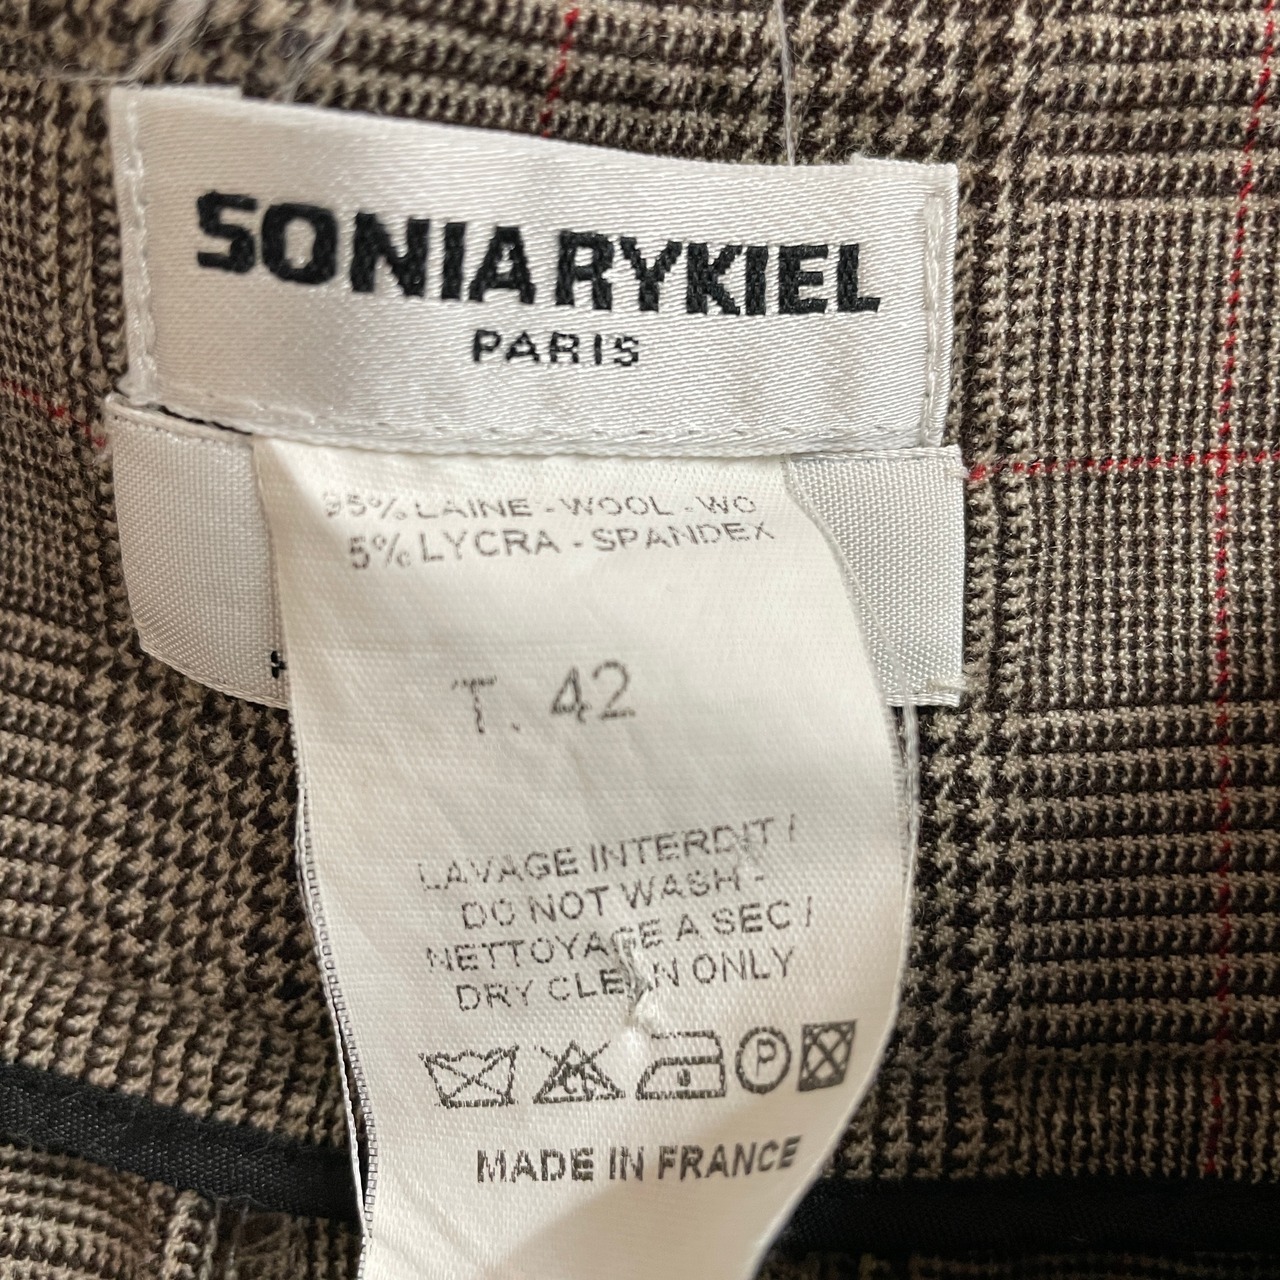 SONIA RYKIEL
PARIS
95% LAINE - WOOL - WO
5% LYCRA - SPANDEX
T. 42
LAVAGE INTERDIT /
DO NOT WASH -
NETTOYAGE A SEC /
DRY CLEAN ONLY
P
MADE IN FRANCE